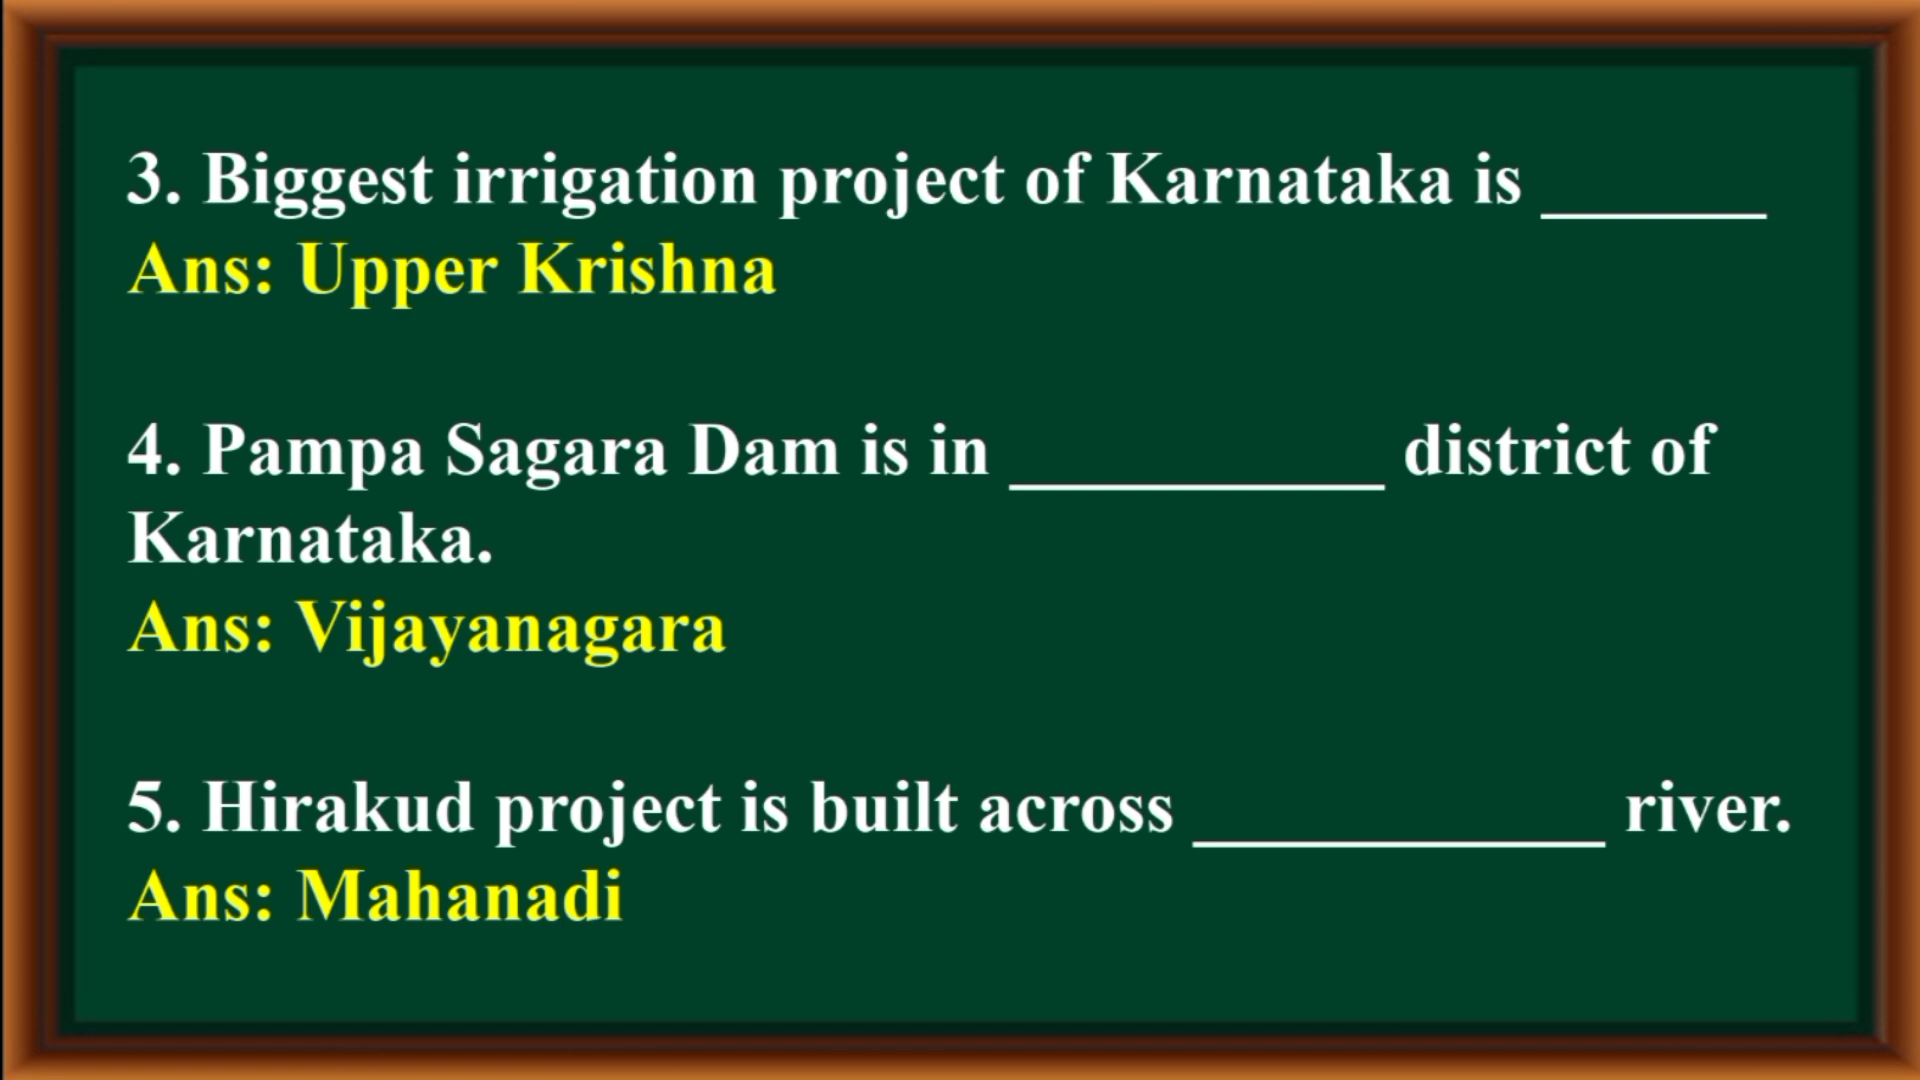 3. Biggest irrigation project of Karnataka is ______
Ans: Upper Krishna
4. Pampa Sagara Dam is in __________ district of
Karnataka.
Ans: Vijayanagara
5. Hirakud project is built across ___________ river.
Ans: Mahanadi